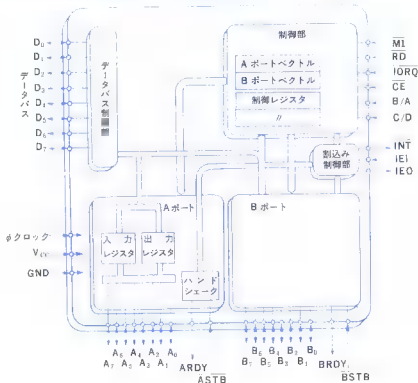 D₀
D₁
D₂
D₃
D₄
D₅
D₆
D₇
データバス
データバス制御部
制御部
Aポートベクトル
Bポートベクトル
制御レジスタ
〃
M1
RD
IORQ
CE
B/A
C/D
INT
IEI
IEO
割込み
制御部
Aポート
入力
レジスタ
出力
レジスタ
ハンド
シェーク
Bポート
φクロック
Vcc
GND
A₆ A₄ A₂ A₀
A₇ A₅ A₃ A₁
ARDY
ASTB
B₆ B₄ B₂ B₀
B₇ B₅ B₃ B₁
BRDY
BSTB